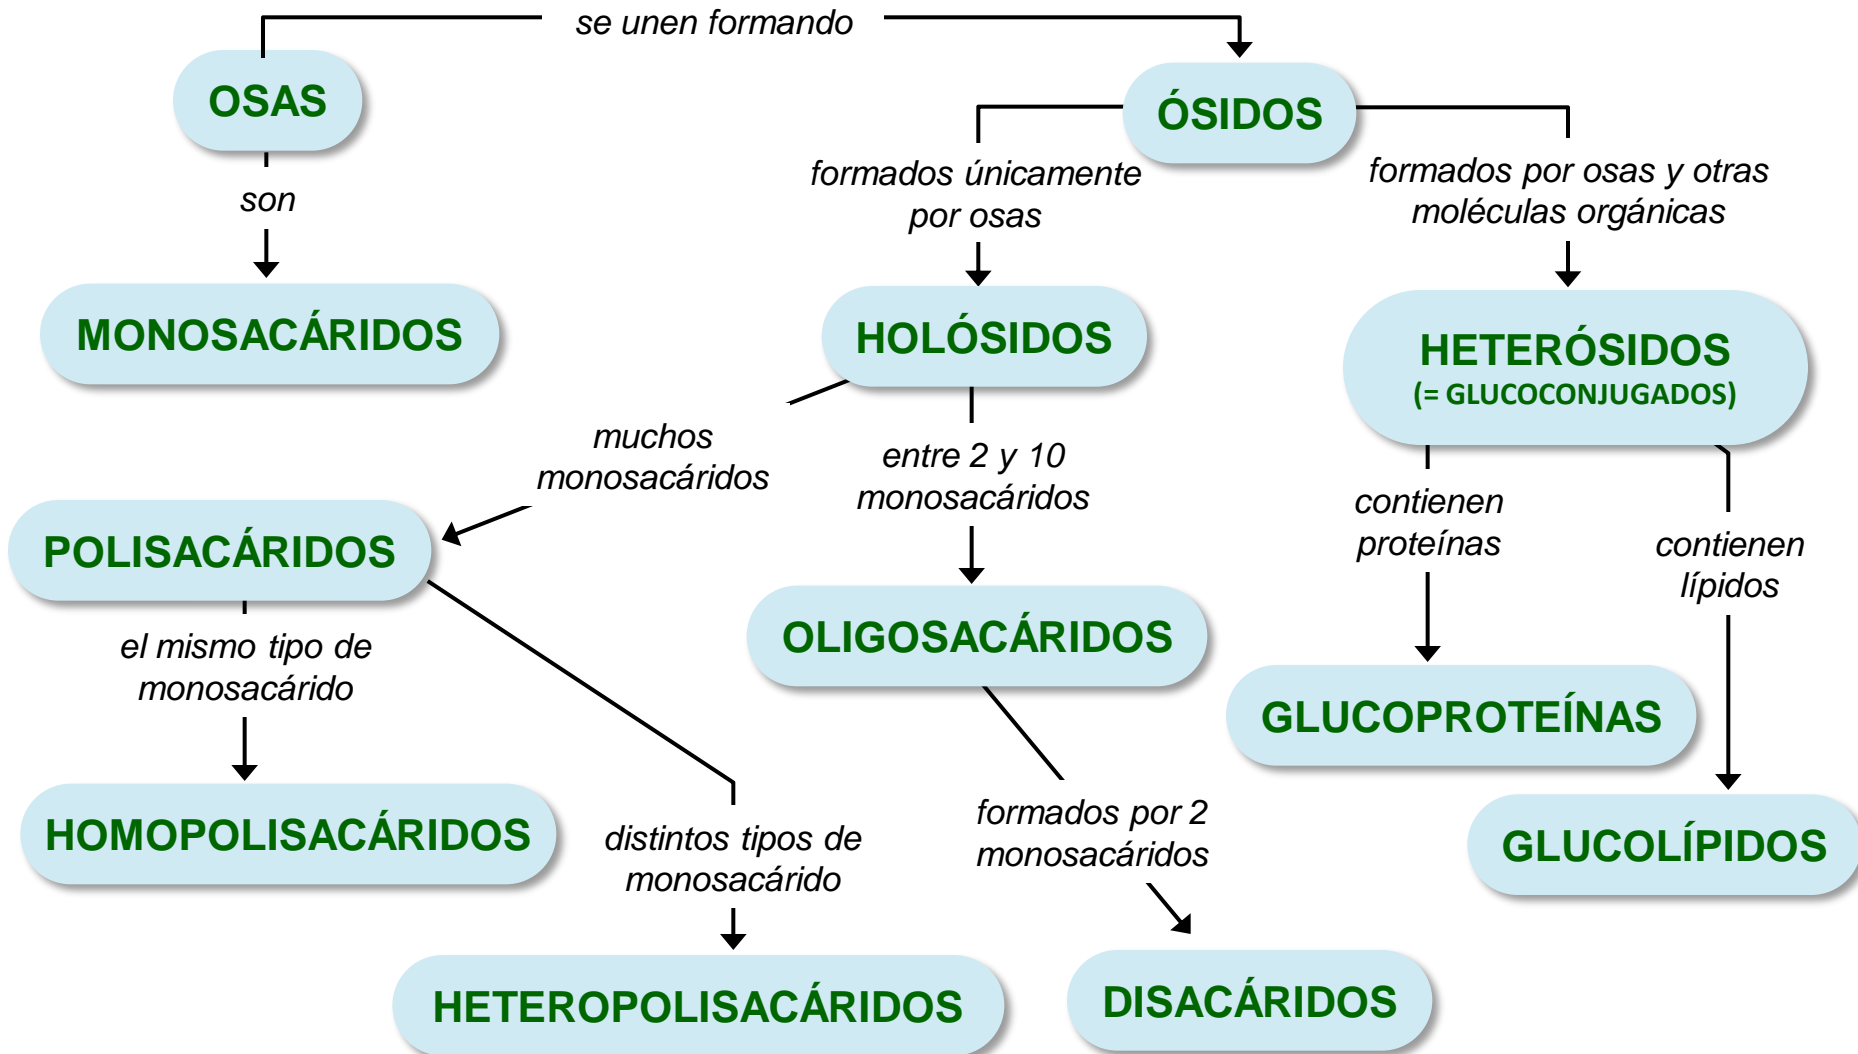 se unen formando
OSAS
ÓSIDOS
son
formados únicamente
por osas
formados por osas y otras
moléculas orgánicas
MONOSACÁRIDOS
HOLÓSIDOS
HETERÓSIDOS
(= GLUCOCONJUGADOS)
muchos
monosacáridos
entre 2 y 10
monosacáridos
contienen
proteínas
contienen
lípidos
POLISACÁRIDOS
OLIGOSACÁRIDOS
GLUCOPROTEÍNAS
el mismo tipo de
monosacárido
HOMOPOLISACÁRIDOS
distintos tipos de
monosacárido
formados por 2
monosacáridos
GLUCOLÍPIDOS
HETEROPOLISACÁRIDOS
DISACÁRIDOS